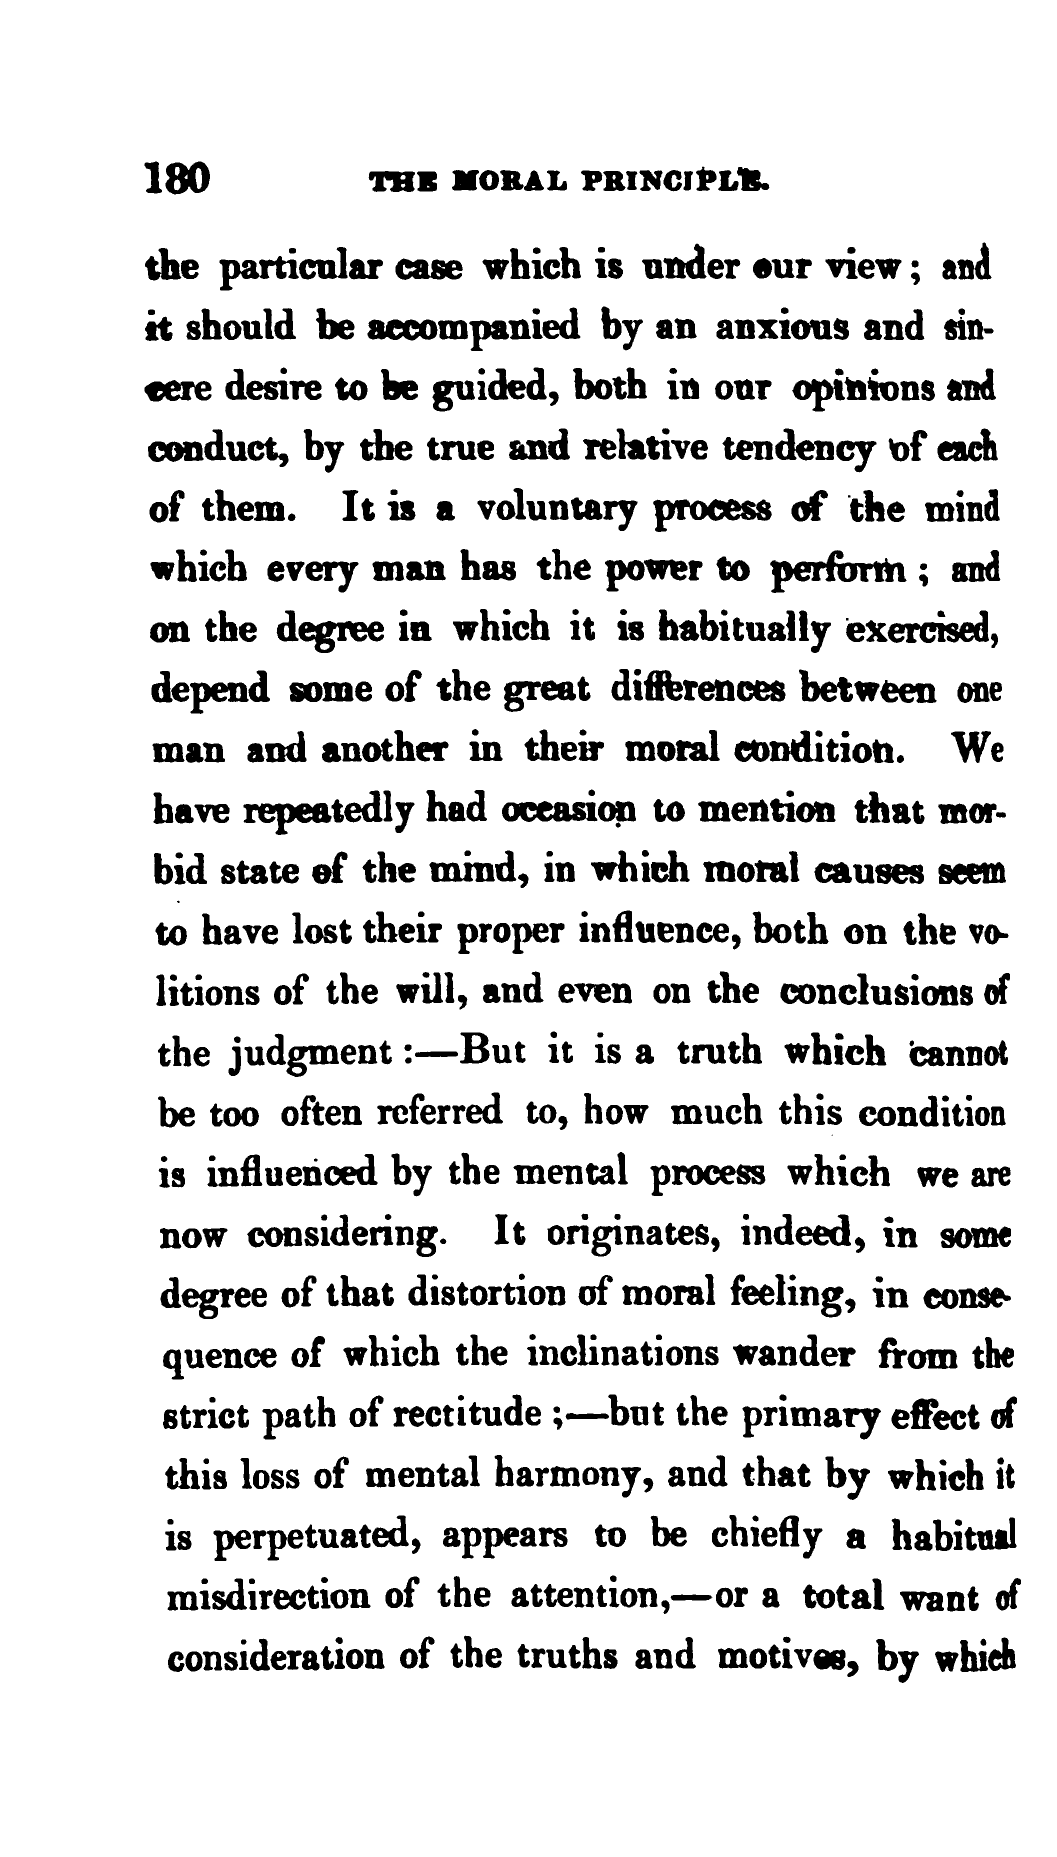 180 THE MORAL PRINCIPLE.
the particular case which is under our view ; and
it should be accompanied by an anxious and sin-
cere desire to be guided, both in our opinions and
conduct, by the true and relative tendency of each
of them. It is a voluntary process of the mind
which every man has the power to perform ; and
on the degree in which it is habitually exercised,
depend some of the great differences between one
man and another in their moral condition. We
have repeatedly had occasion to mention that mor-
bid state of the mind, in which moral causes seem
to have lost their proper influence, both on the vo-
litions of the will, and even on the conclusions of
the judgment :—But it is a truth which cannot
be too often referred to, how much this condition
is influenced by the mental process which we are
now considering. It originates, indeed, in some
degree of that distortion of moral feeling, in conse-
quence of which the inclinations wander from the
strict path of rectitude ;—but the primary effect of
this loss of mental harmony, and that by which it
is perpetuated, appears to be chiefly a habitual
misdirection of the attention,—or a total want of
consideration of the truths and motives, by which